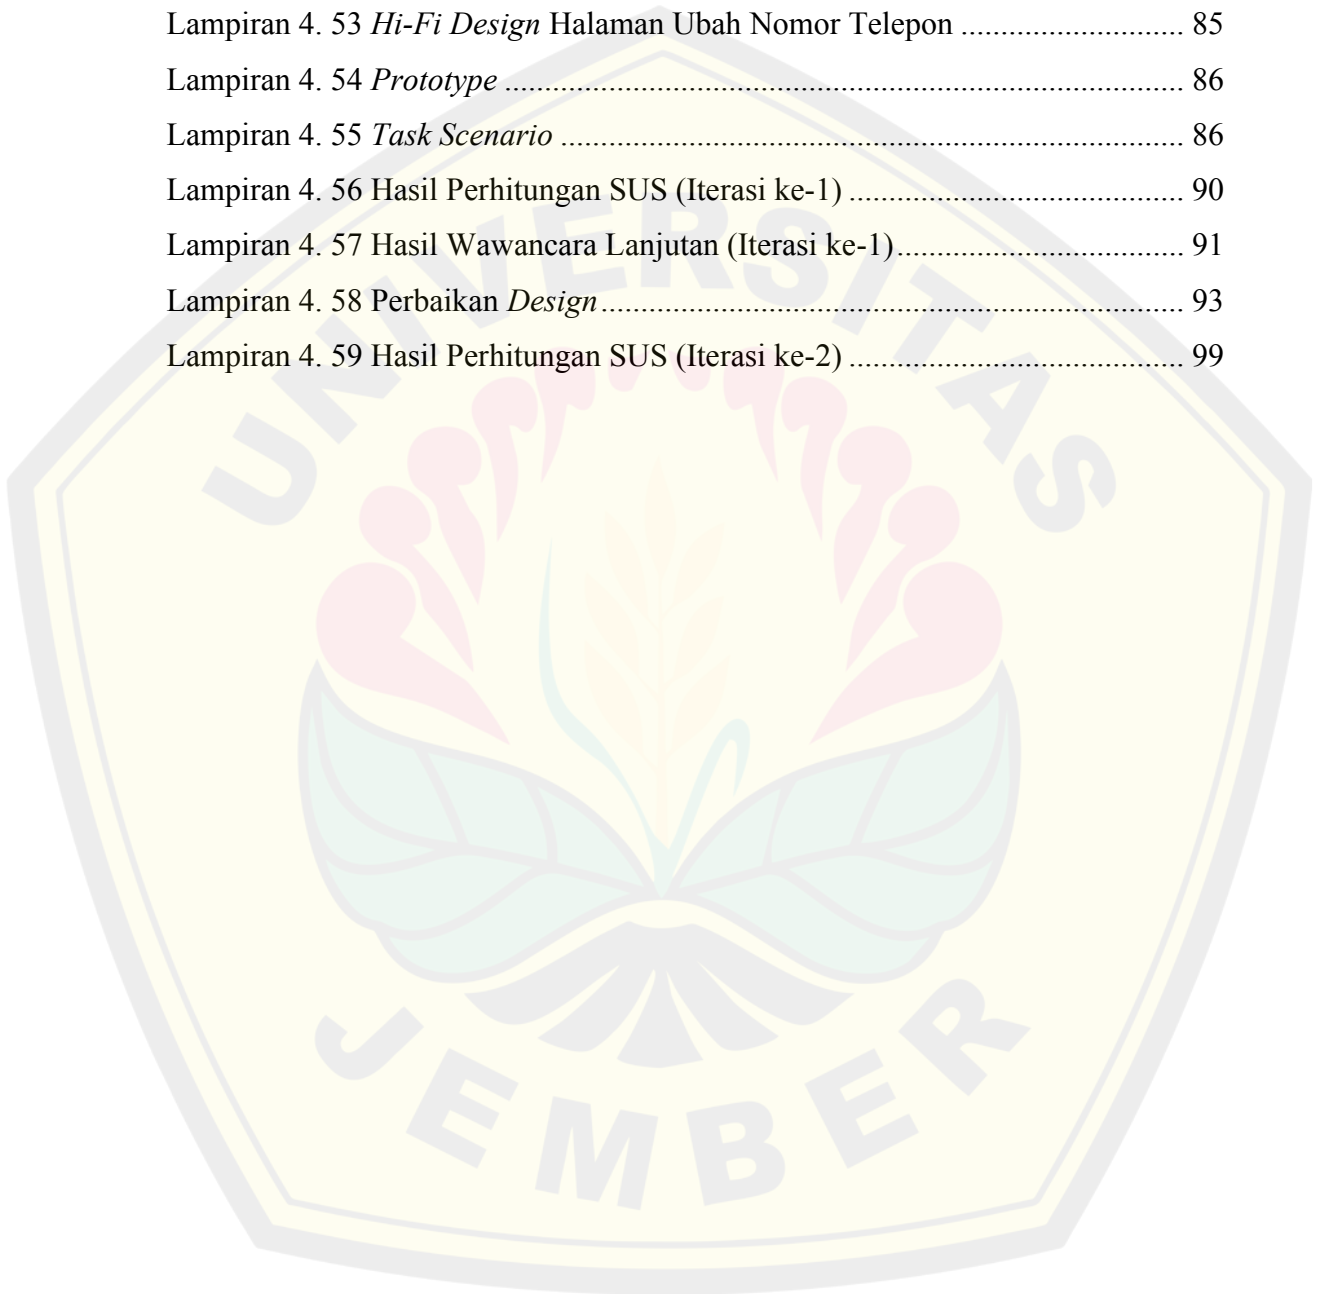 Lampiran 4. 53 Hi-Fi Design Halaman Ubah Nomor Telepon ............................ 85
Lampiran 4. 54 Prototype ..................................................................................... 86
Lampiran 4. 55 Task Scenario .............................................................................. 86
Lampiran 4. 56 Hasil Perhitungan SUS (Iterasi ke-1) .......................................... 90
Lampiran 4. 57 Hasil Wawancara Lanjutan (Iterasi ke-1) .................................... 91
Lampiran 4. 58 Perbaikan Design ......................................................................... 93
Lampiran 4. 59 Hasil Perhitungan SUS (Iterasi ke-2) .......................................... 99
UNIVERSITAS
JEMBER